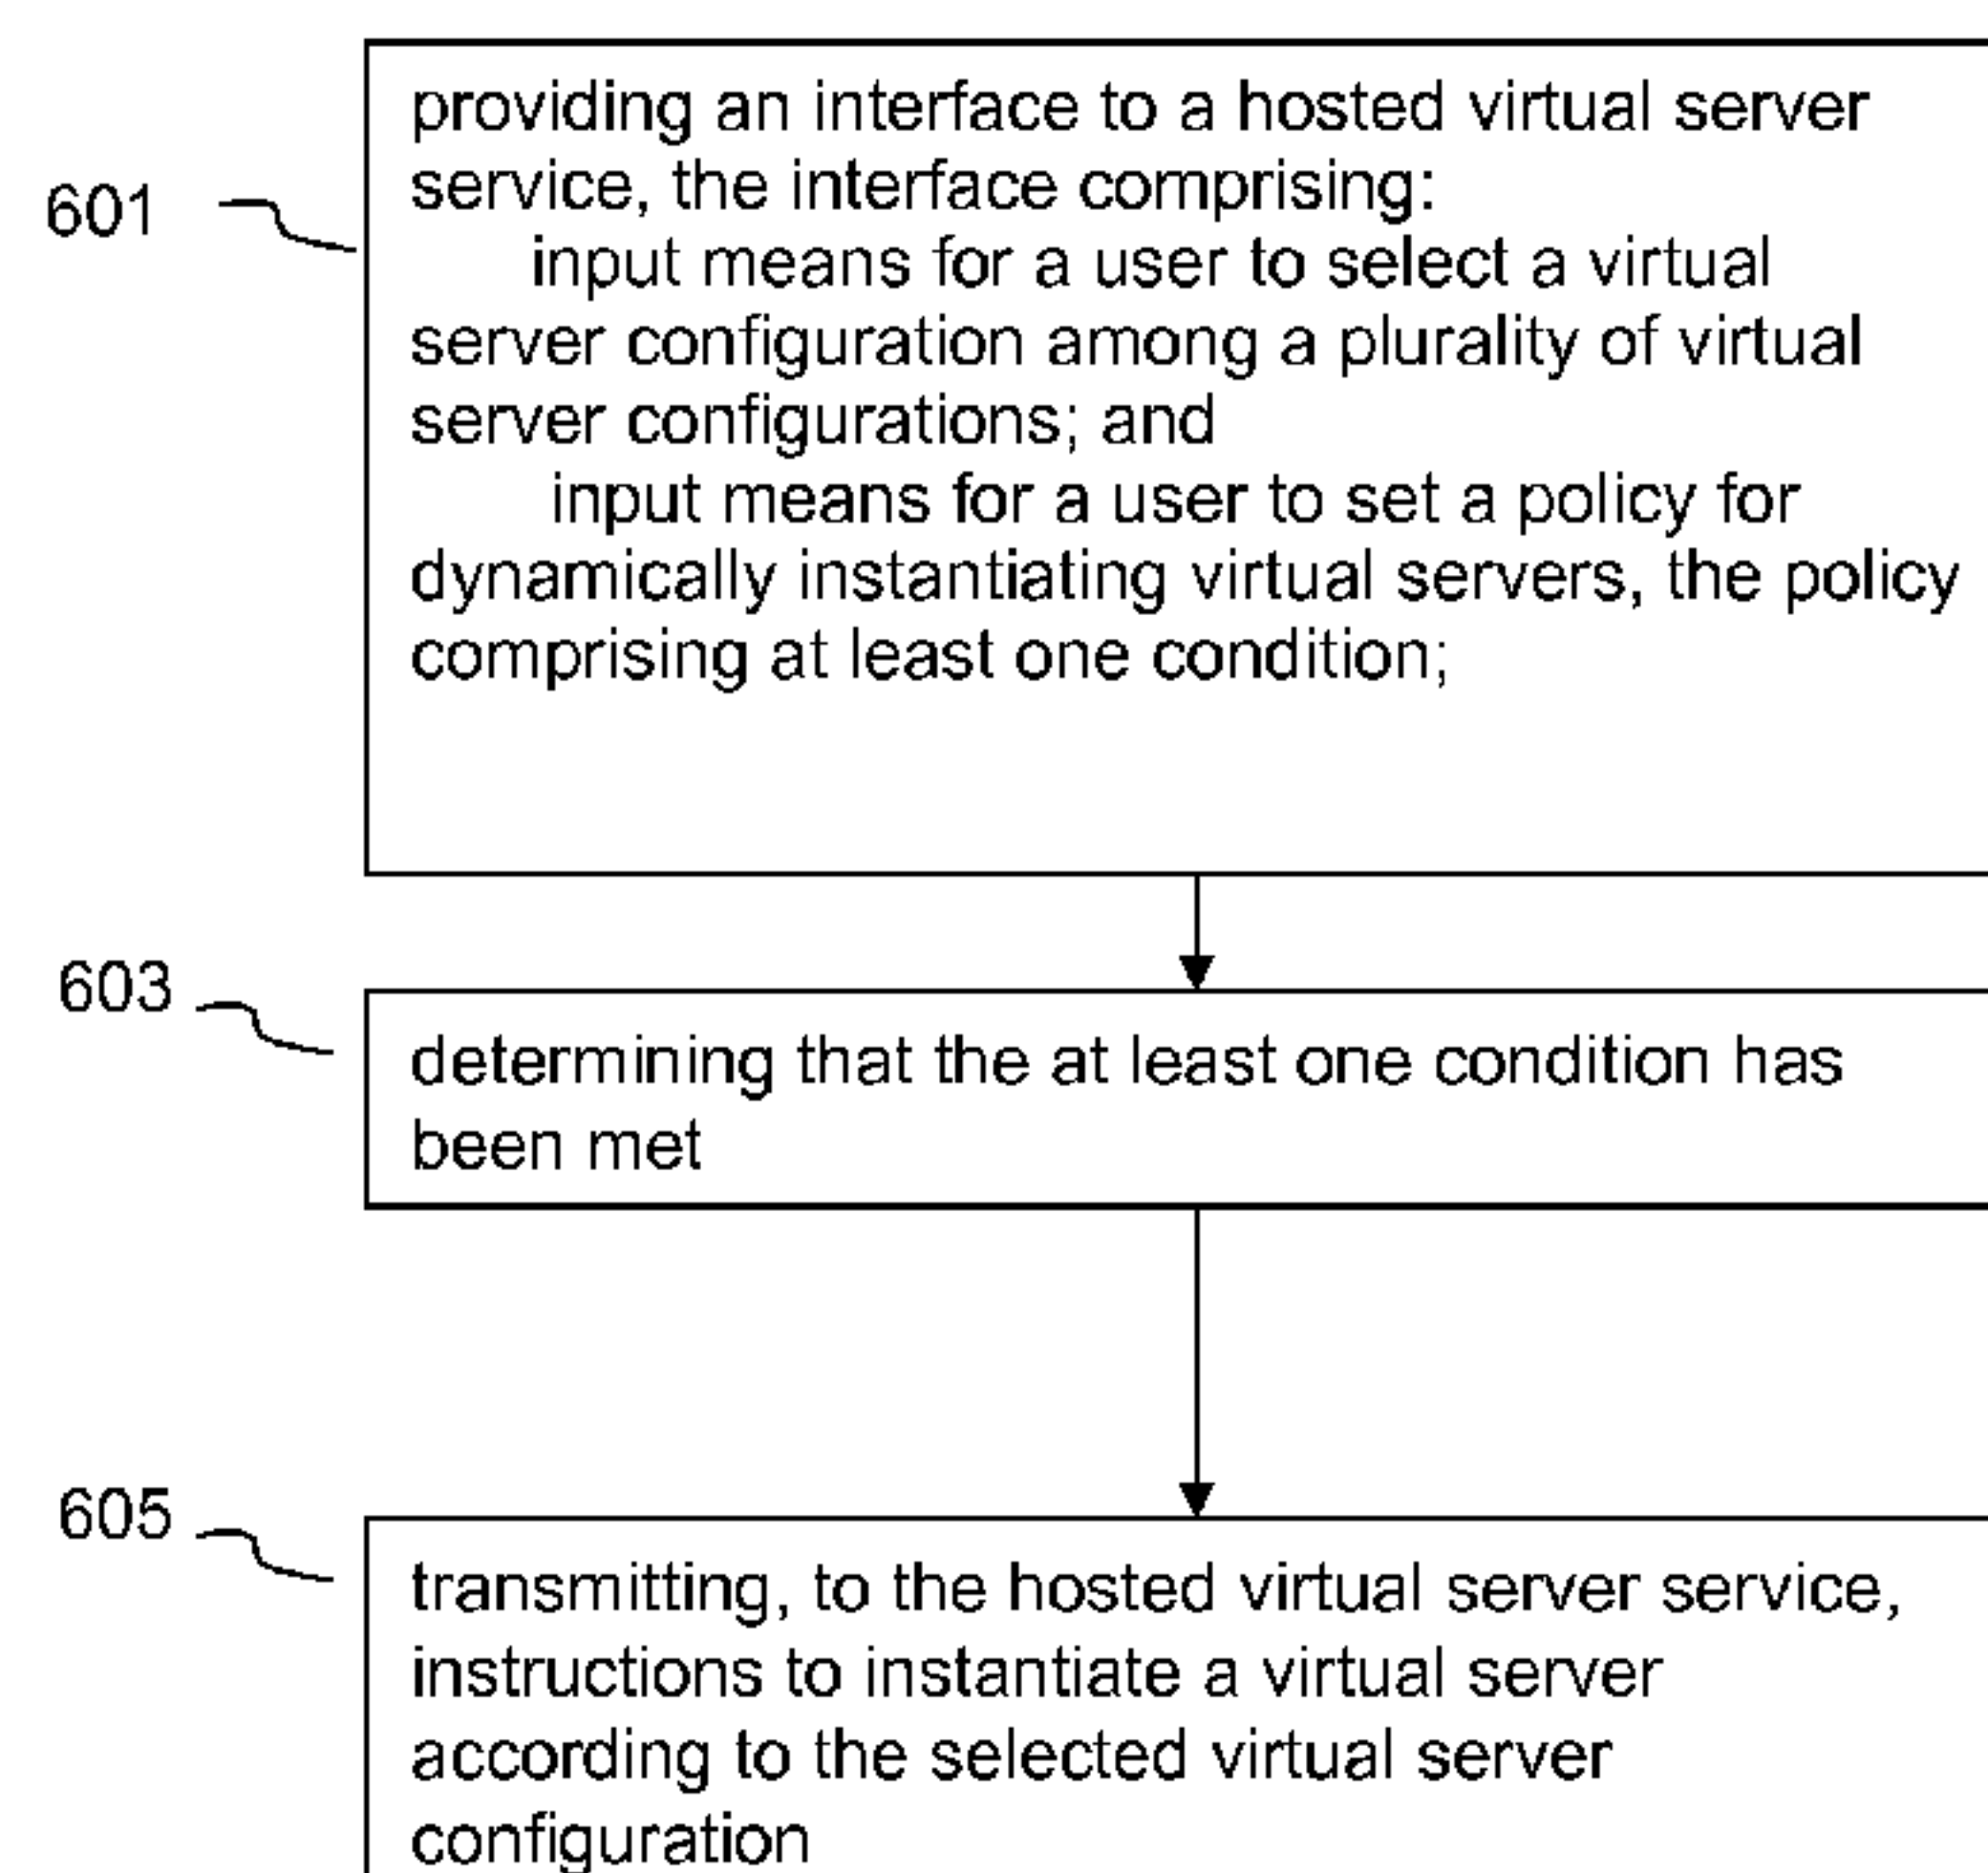 601
providing an interface to a hosted virtual server
service, the interface comprising:
input means for a user to select a virtual
server configuration among a plurality of virtual
server configurations; and
input means for a user to set a policy for
dynamically instantiating virtual servers, the policy
comprising at least one condition;
603
determining that the at least one condition has
been met
605
transmitting, to the hosted virtual server service,
instructions to instantiate a virtual server
according to the selected virtual server
configuration